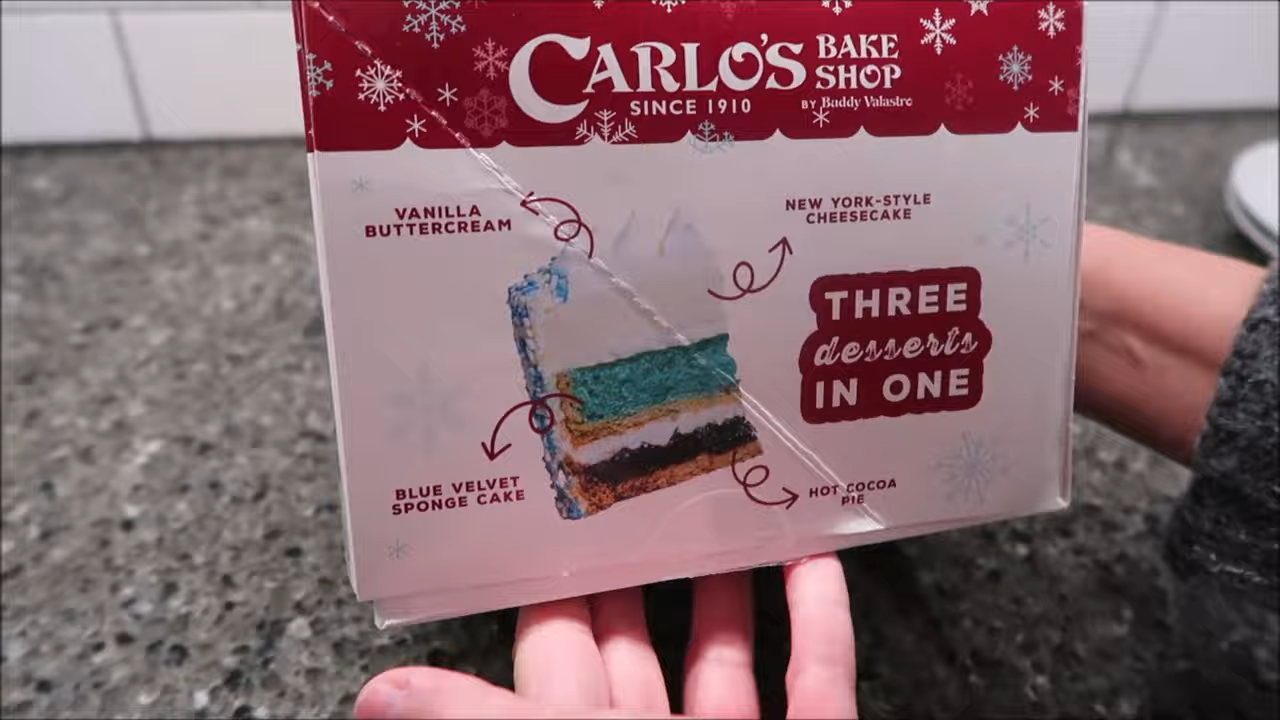 CARLO'S BAKE SHOP
SINCE 1910
BY Buddy Valastro
VANILLA
BUTTERCREAM
NEW YORK-STYLE
CHEESECAKE
THREE
desserts
IN ONE
BLUE VELVET
SPONGE CAKE
HOT COCOA
PIE